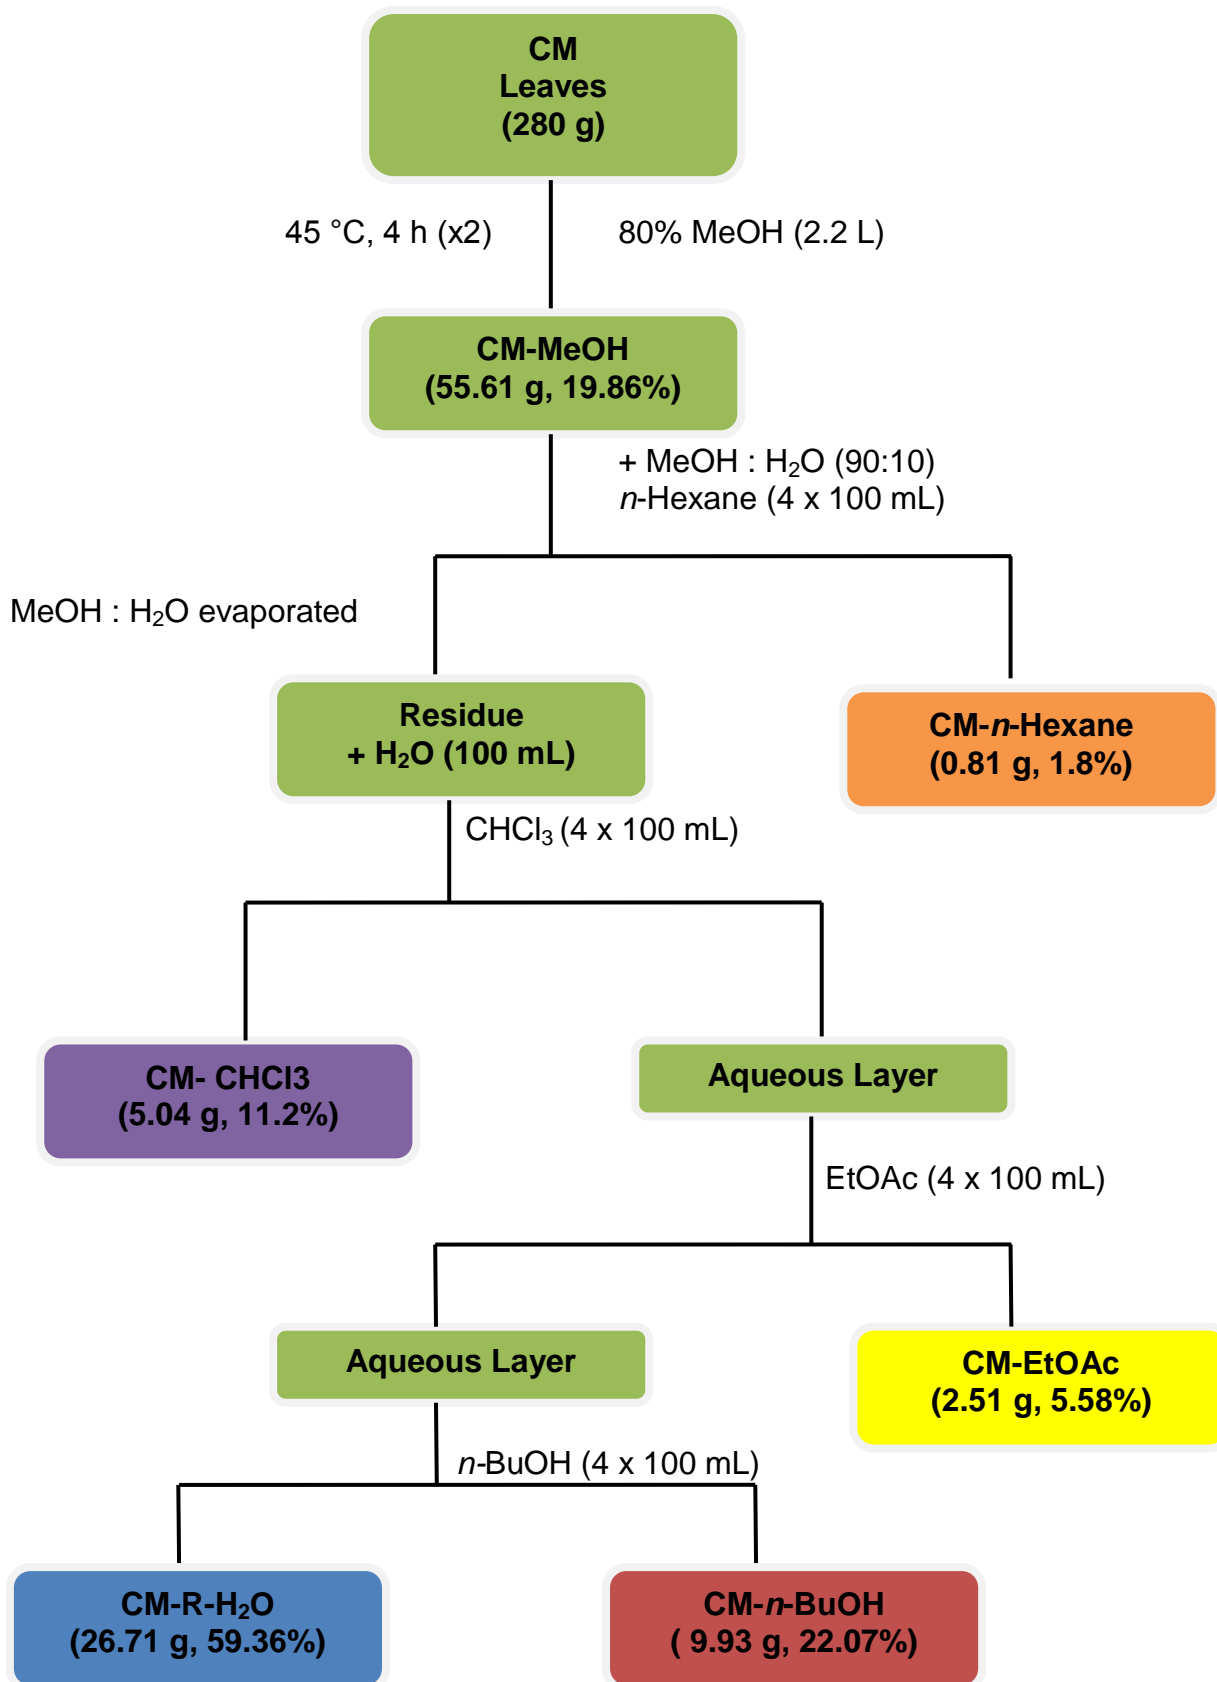 CM
Leaves
(280 g)
45 °C, 4 h (x2)
80% MeOH (2.2 L)
CM-MeOH
(55.61 g, 19.86%)
+ MeOH : H₂O (90:10)
n-Hexane (4 x 100 mL)
MeOH : H₂O evaporated
Residue
+ H₂O (100 mL)
CM-n-Hexane
(0.81 g, 1.8%)
CHCl₃ (4 x 100 mL)
CM- CHCl3
(5.04 g, 11.2%)
Aqueous Layer
EtOAc (4 x 100 mL)
Aqueous Layer
CM-EtOAc
(2.51 g, 5.58%)
n-BuOH (4 x 100 mL)
CM-R-H₂O
(26.71 g, 59.36%)
CM-n-BuOH
( 9.93 g, 22.07%)